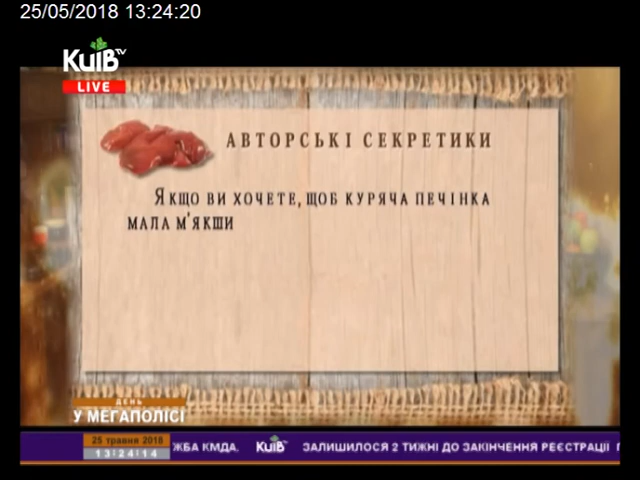 25/05/2018 13:24:20
КиїВ TV
LIVE
АВТОРСЬКІ СЕКРЕТИКИ
ЯКЩО ВИ ХОЧЕТЕ, ЩОБ КУРЯЧА ПЕЧІНКА
МАЛА М'ЯКШИ
ДЕНЬ
У МЕГАПОЛІСІ
25 травня 2018
13:24:14
ЖБА КМДА. КиїВ TV ЗАЛИШИЛОСЯ 2 ТИЖНІ ДО ЗАКІНЧЕННЯ РЕЄСТРАЦІЇ